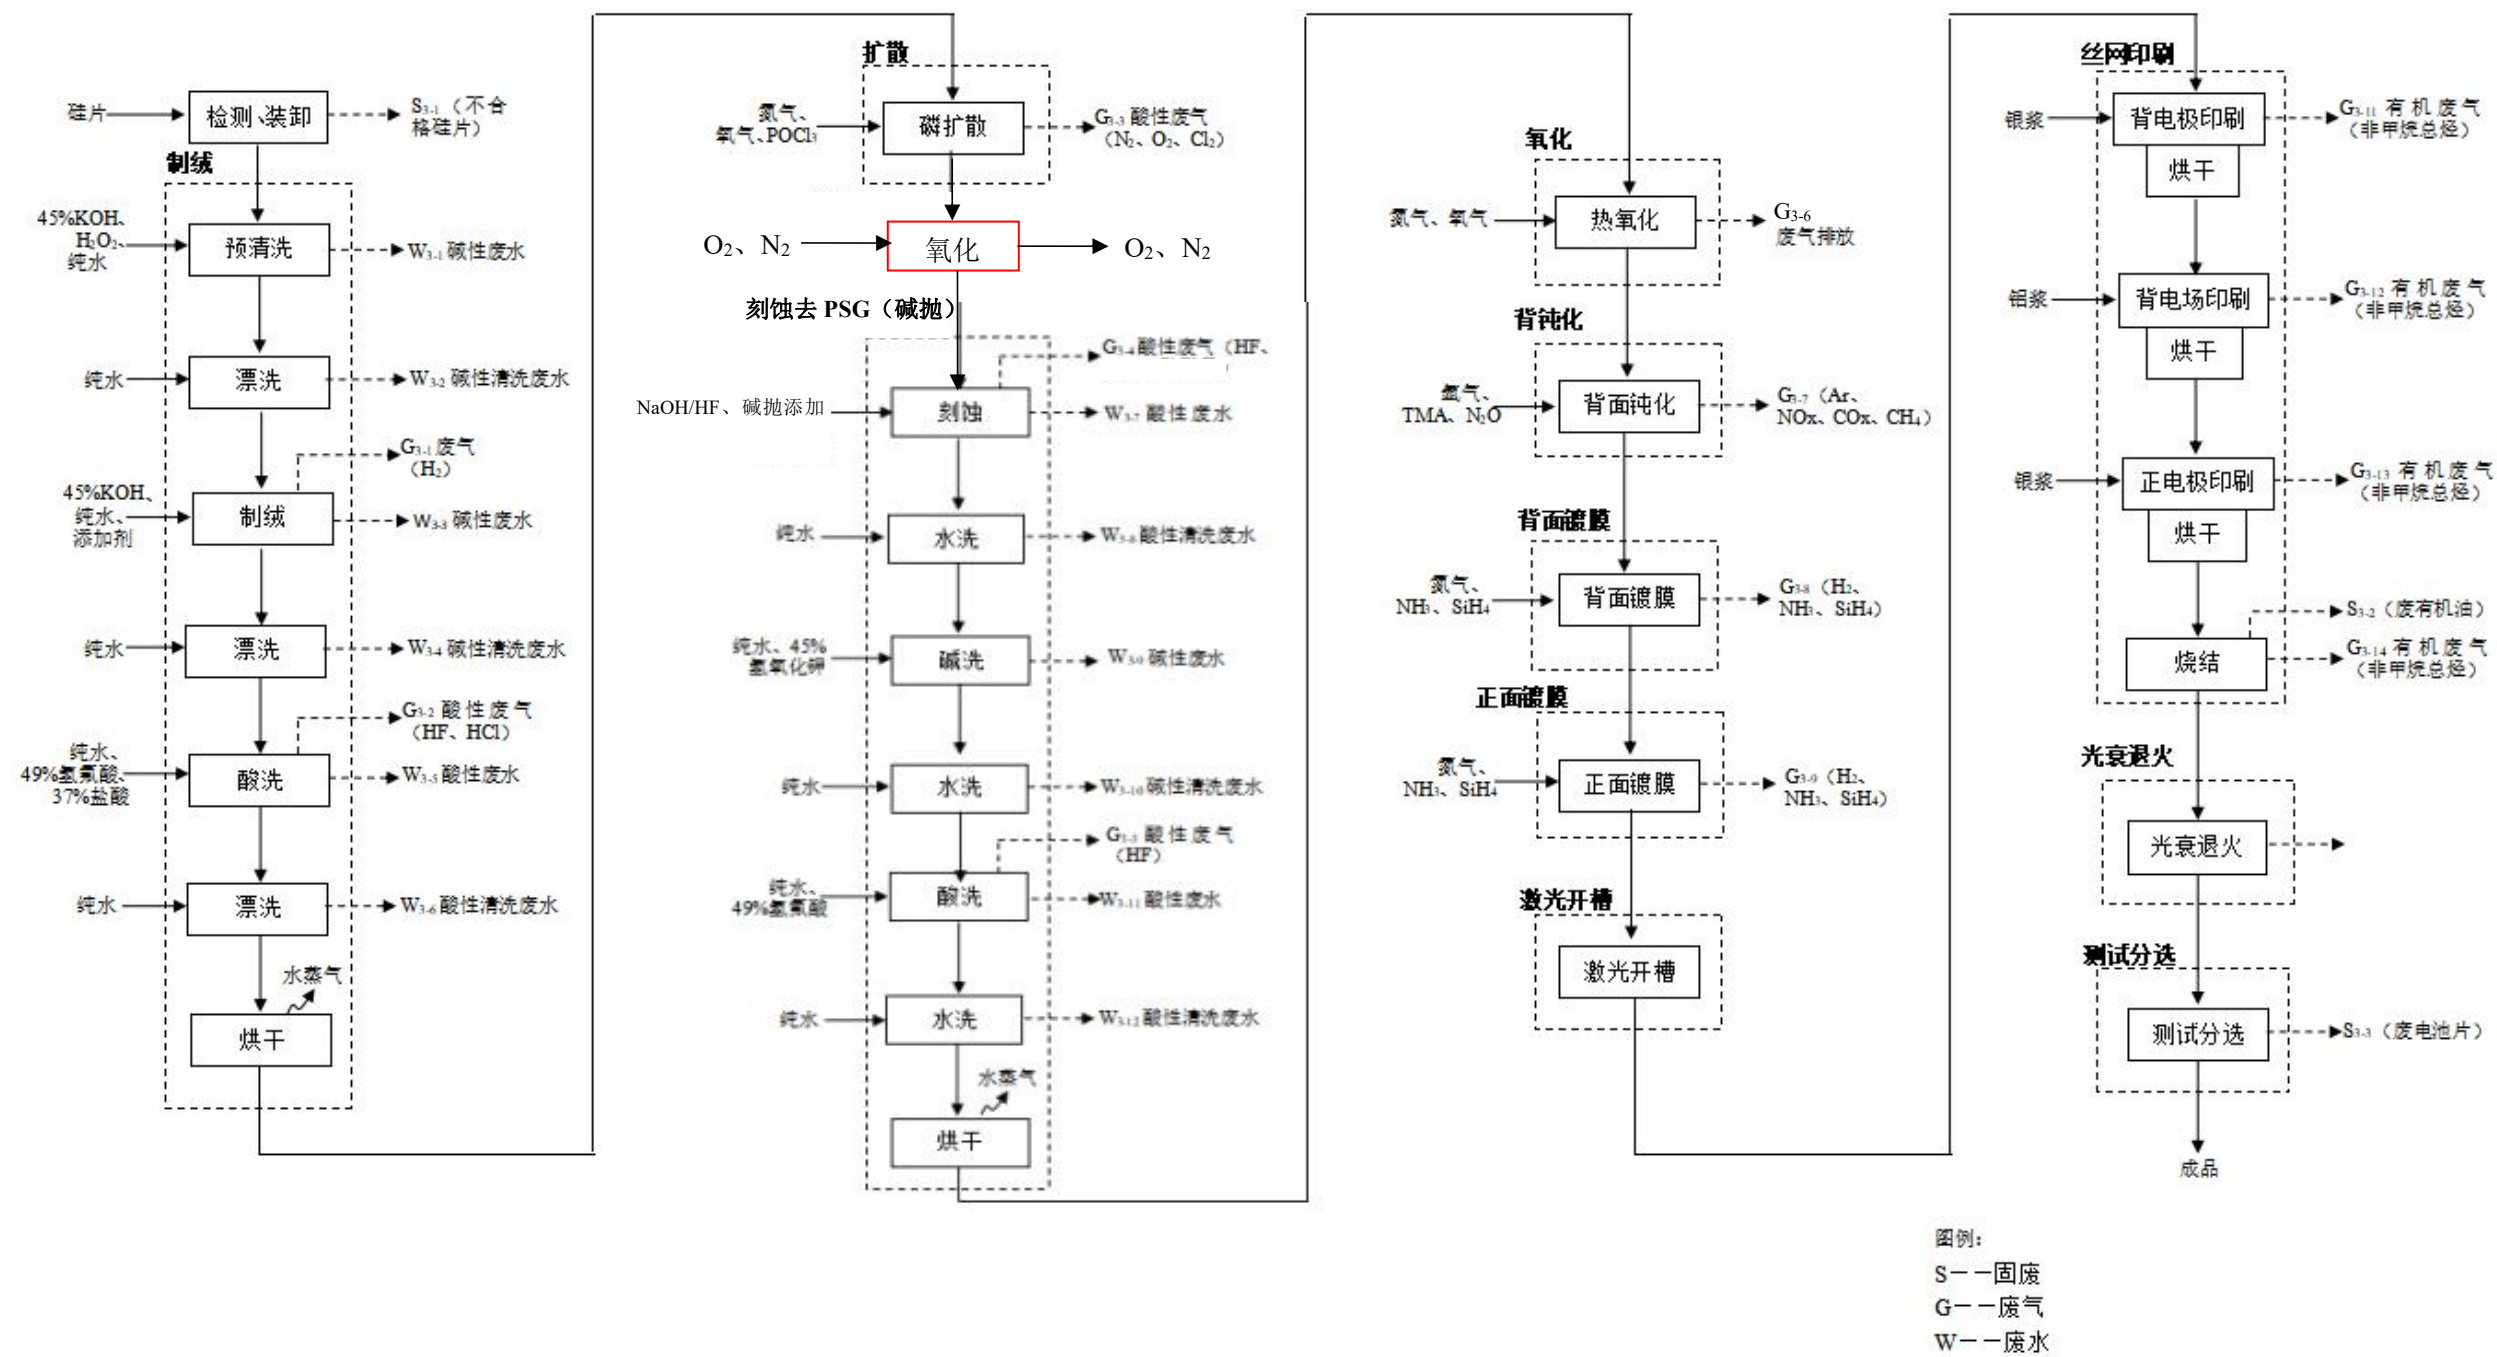 硅片
检测、装卸
S3-1（不合
格硅片）
制绒
45%KOH、
H2O2、
纯水
预清洗
W3-1 碱性废水
纯水
漂洗
W3-2 碱性清洗废水
G3-1 废气
（H2）
45%KOH、
纯水、
添加剂
制绒
W3-3 碱性废水
纯水
漂洗
W3-4 碱性清洗废水
G3-2 酸性废气
（HF、HCl）
纯水、
49%氢氟酸、
37%盐酸
酸洗
W3-5 酸性废水
纯水
漂洗
W3-6 酸性清洗废水
水蒸气
烘干
扩散
氮气、
氧气、POCl3
磷扩散
G3-3 酸性废气
（N2、O2、Cl2）
O2、N2
氧化
O2、N2
刻蚀去 PSG（碱抛）
G3-4 酸性废气（HF、
NaOH/HF、碱抛添加
刻蚀
W3-7 酸性废水
纯水
水洗
W3-8 酸性清洗废水
纯水、45%
氢氧化钾
碱洗
W3-9 碱性废水
纯水
水洗
W3-10 碱性清洗废水
G3-5 酸性废气
（HF）
纯水、
49%氢氟酸
酸洗
W3-11 酸性废水
纯水
水洗
W3-12 酸性清洗废水
水蒸气
烘干
氧化
氮气、氧气
热氧化
G3-6
废气排放
背钝化
氩气、
TMA、N2O
背面钝化
G3-7（Ar、
NOx、COx、CH4）
背面镀膜
氮气、
NH3、SiH4
背面镀膜
G3-8（H2、
NH3、SiH4）
正面镀膜
氮气、
NH3、SiH4
正面镀膜
G3-9（H2、
NH3、SiH4）
激光开槽
激光开槽
丝网印刷
银浆
背电极印刷
G3-11 有机废气
（非甲烷总烃）
烘干
铝浆
背电场印刷
G3-12 有机废气
（非甲烷总烃）
烘干
银浆
正电极印刷
G3-13 有机废气
（非甲烷总烃）
烘干
S3-2（废有机油）
烧结
G3-14 有机废气
（非甲烷总烃）
光衰退火
光衰退火
测试分选
测试分选
S3-3（废电池片）
成品
图例：
S－－固废
G－－废气
W－－废水